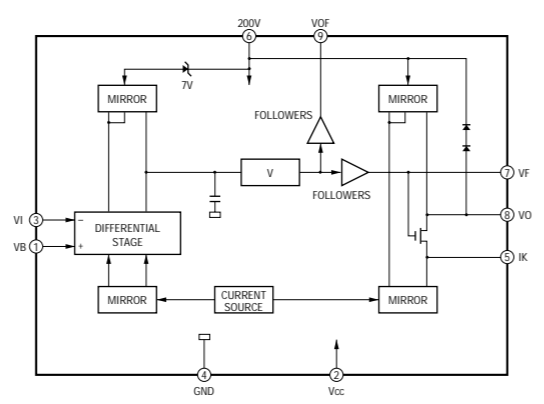 200V
VOF
6
9
7V
MIRROR
MIRROR
FOLLOWERS
V
FOLLOWERS
7
VF
VI
3
−
DIFFERENTIAL
STAGE
8
VO
VB
1
+
5
IK
MIRROR
CURRENT
SOURCE
MIRROR
4
2
GND
Vcc